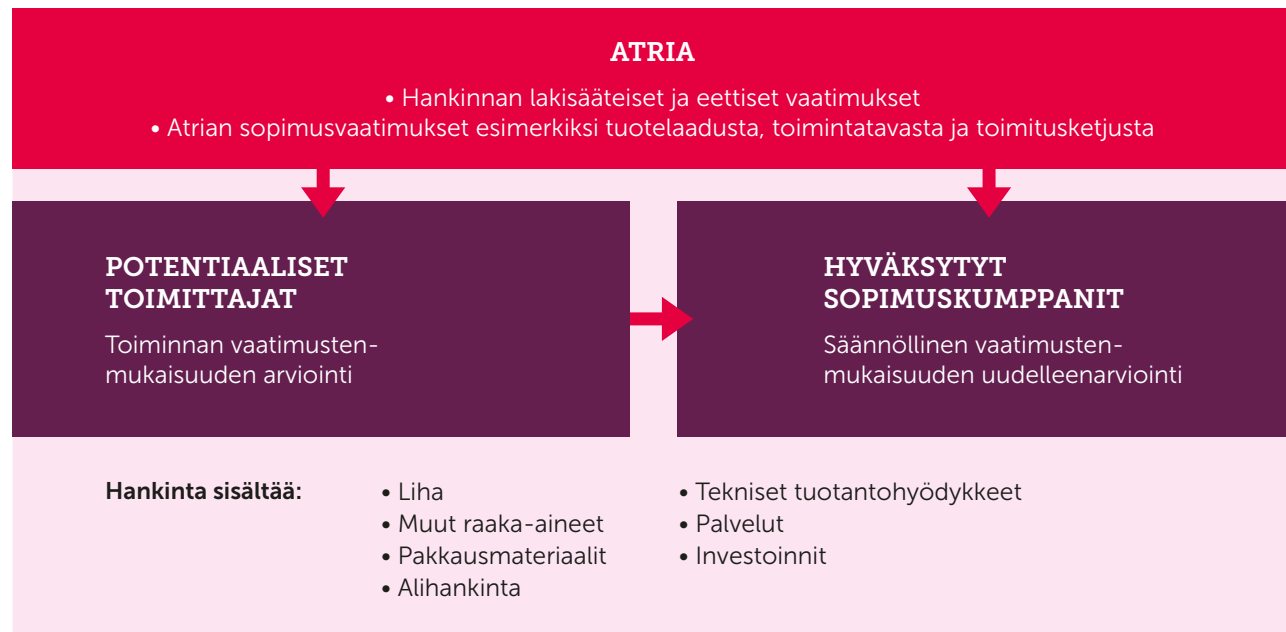 ATRIA
• Hankinnan lakisääteiset ja eettiset vaatimukset
• Atrian sopimusvaatimukset esimerkiksi tuotelaadusta, toimintatavasta ja toimitusketjusta
POTENTIAALISET
TOIMITTAJAT
Toiminnan vaatimusten-
mukaisuuden arviointi
HYVÄKSYTYT
SOPIMUSKUMPPANIT
Säännöllinen vaatimusten-
mukaisuuden uudelleenarviointi
Hankinta sisältää:
• Liha
• Muut raaka-aineet
• Pakkausmateriaalit
• Alihankinta
• Tekniset tuotantohyödykkeet
• Palvelut
• Investoinnit